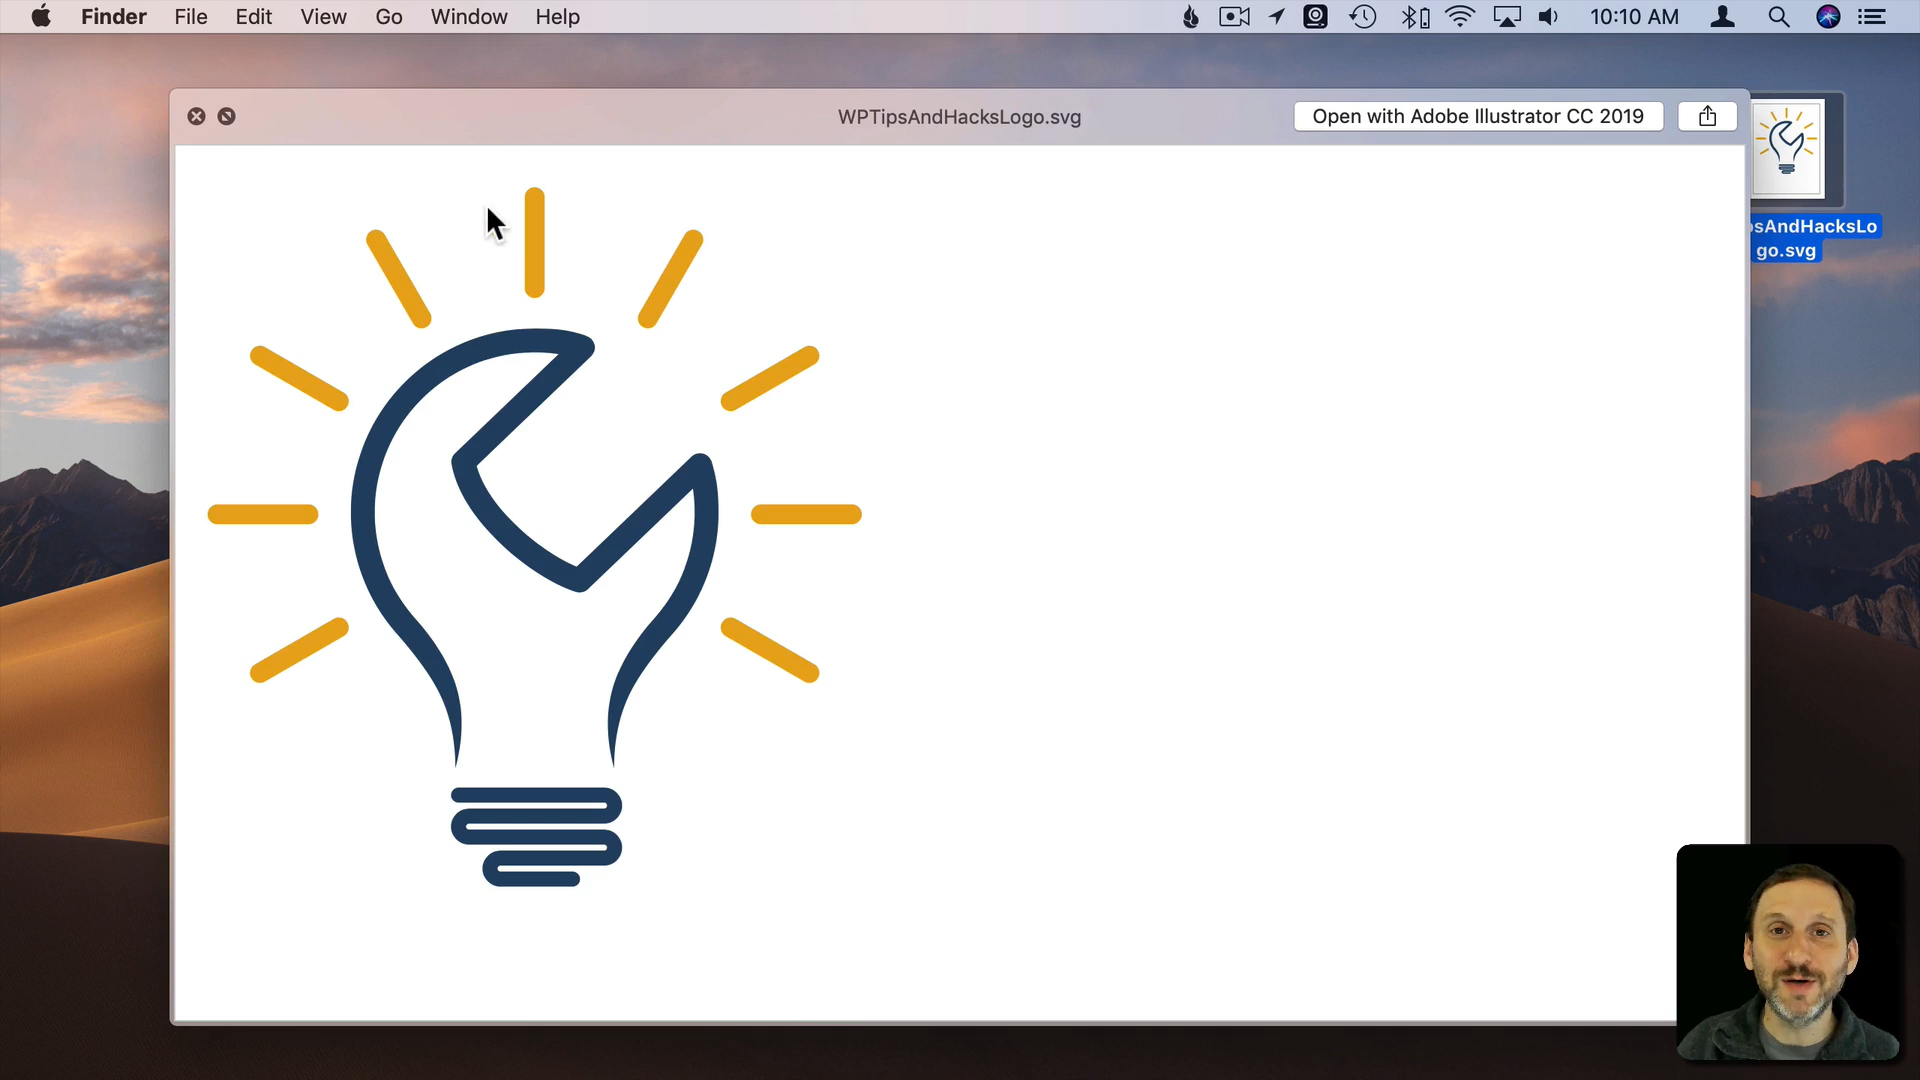 Finder File Edit View Go Window Help 10:10 AM
WPTipsAndHacksLogo.svg Open with Adobe Illustrator CC 2019
sAndHacksLo
go.svg